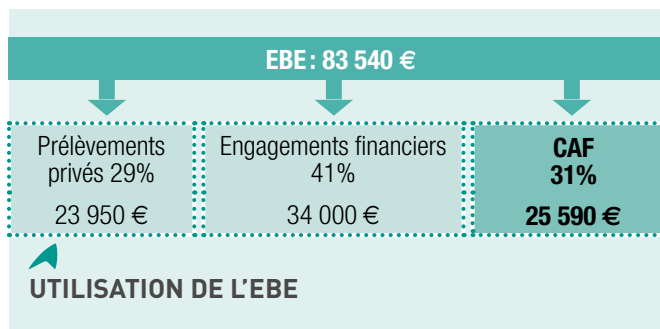 EBE : 83 540 €
Prélèvements
privés 29%
23 950 €
Engagements financiers
41%
34 000 €
CAF
31%
25 590 €
UTILISATION DE L'EBE